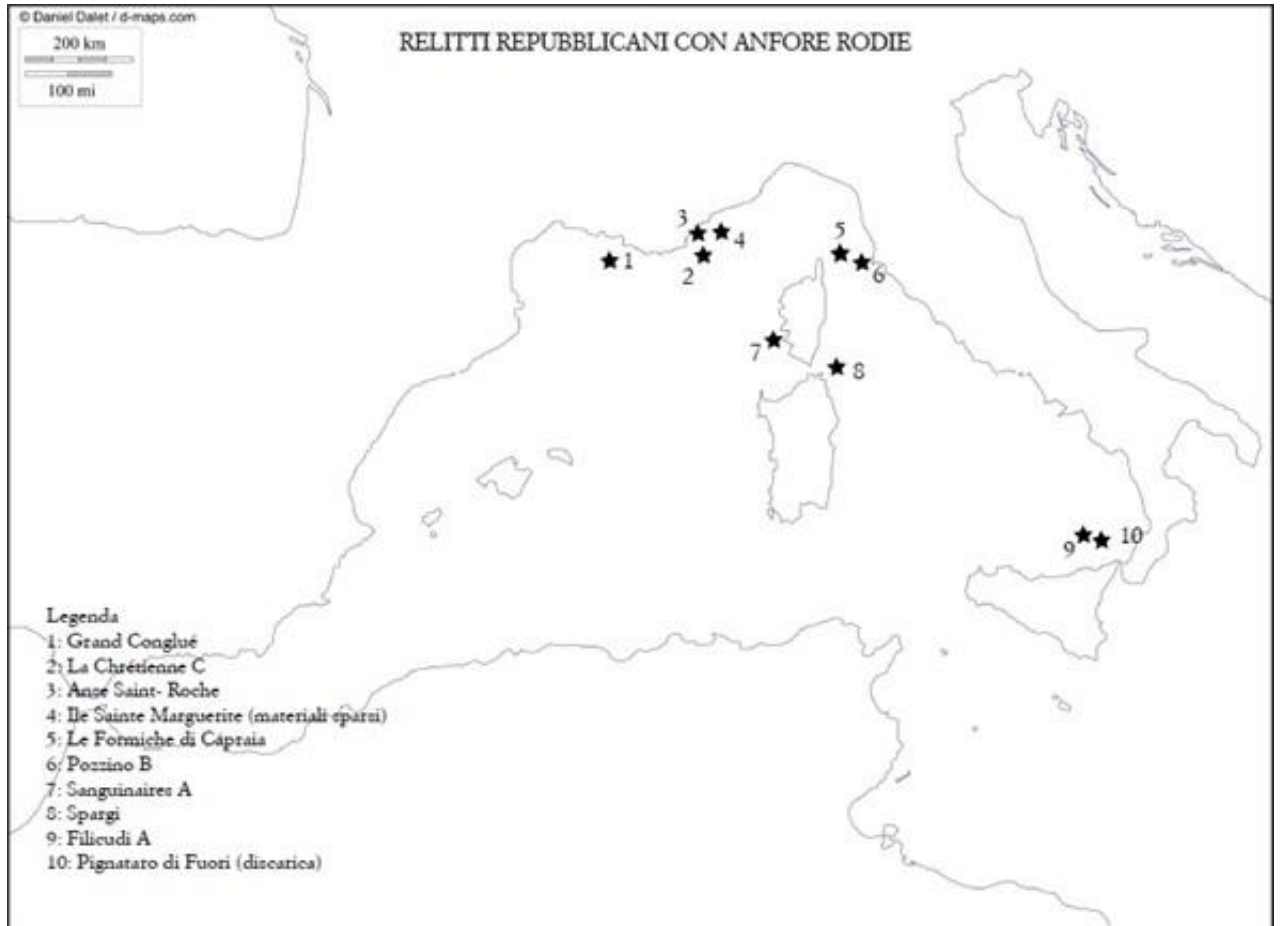 © Daniel Dalet / d-maps.com
200 km
100 mi
RELITTI REPUBBLICANI CON ANFORE RODIE
3
4
5
1
2
6
7
8
9
10
Legenda
1: Grand Conglué
2: La Chrétienne C
3: Anse Saint- Roche
4: Ile Sainte Marguerite (materiali sparsi)
5: Le Formiche di Capraia
6: Pozzino B
7: Sanguinaires A
8: Spargi
9: Filicudi A
10: Pignataro di Fuori (discarica)